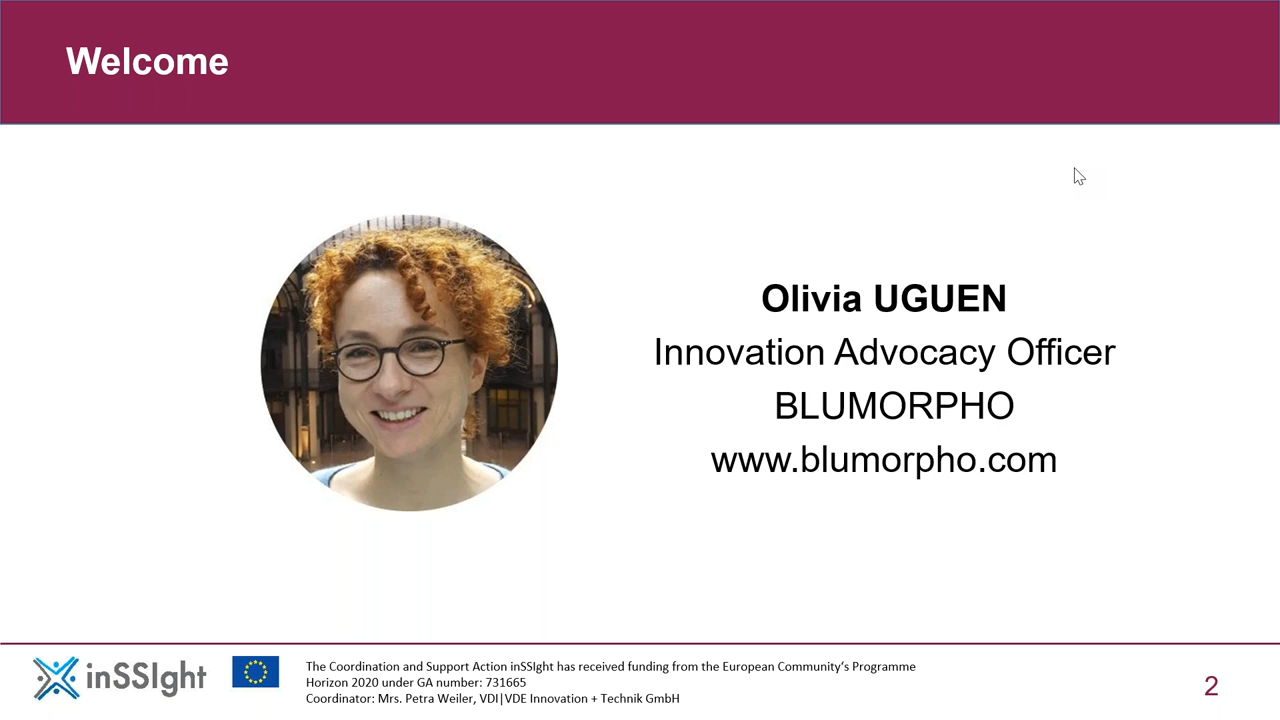 Welcome
Olivia UGUEN
Innovation Advocacy Officer
BLUMORPHO
www.blumorpho.com
inSSIght
The Coordination and Support Action inSSIght has received funding from the European Community’s Programme
Horizon 2020 under GA number: 731665
Coordinator: Mrs. Petra Weiler, VDI|VDE Innovation + Technik GmbH
2